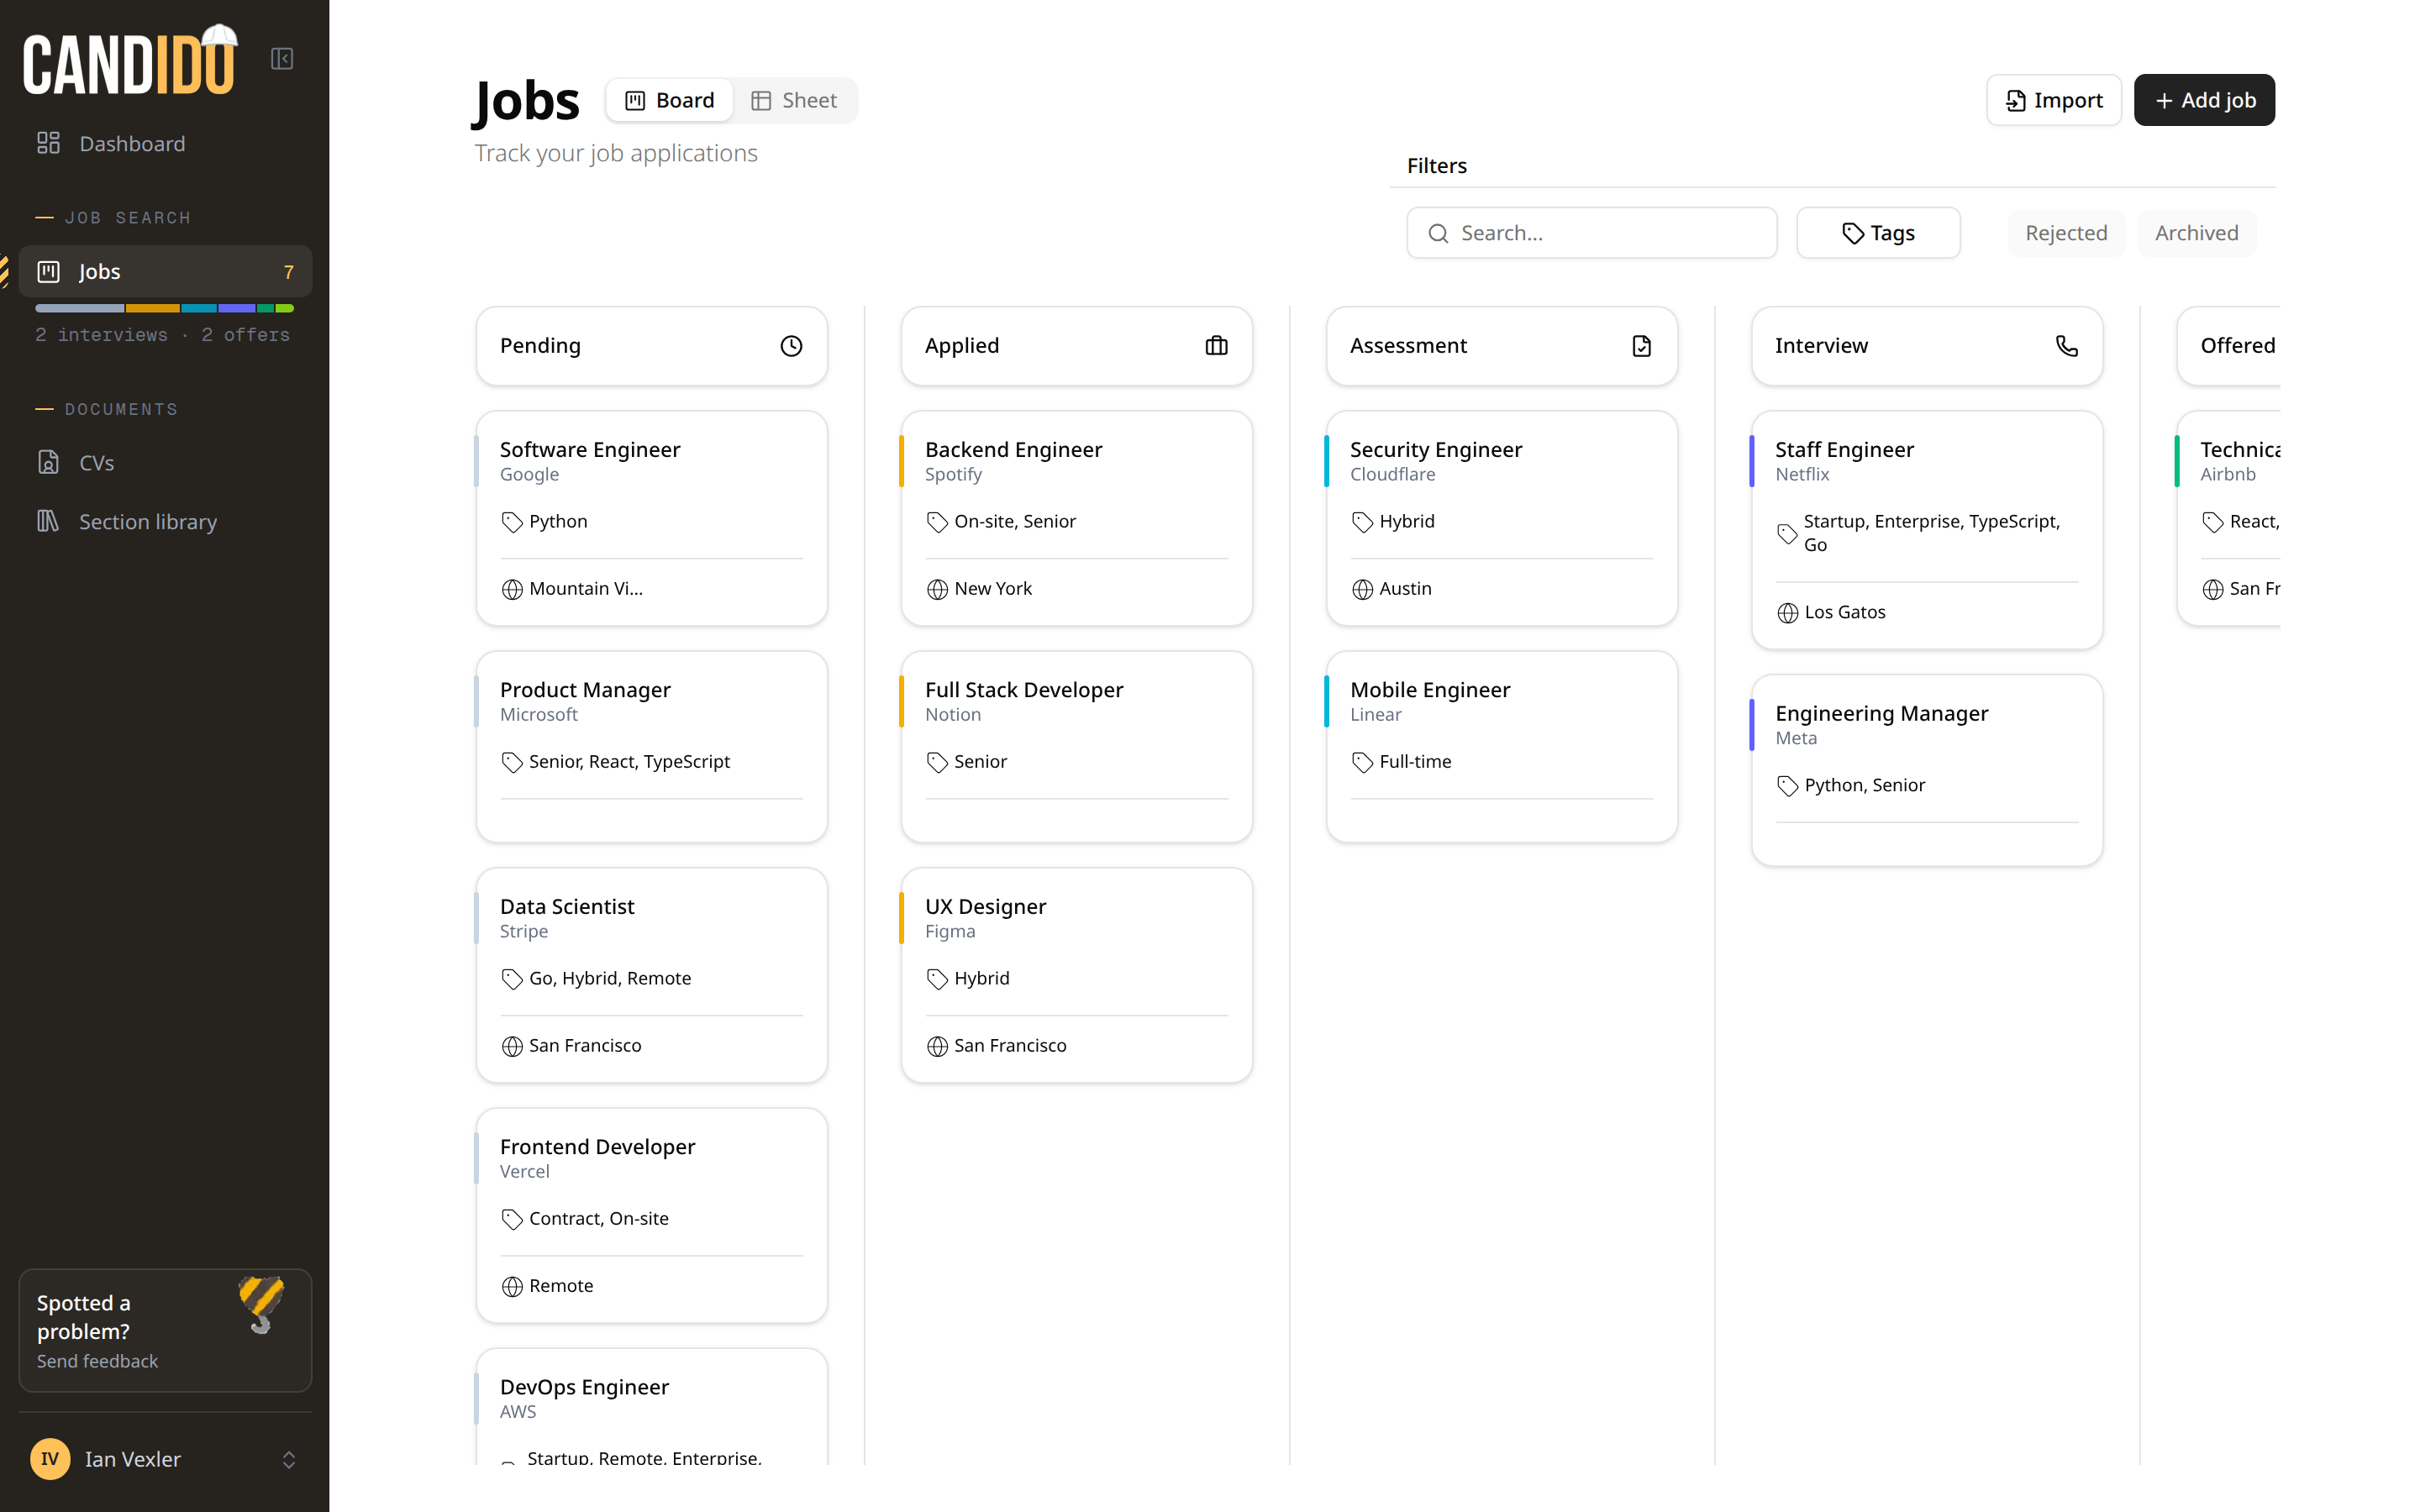 CANDIDO
Dashboard
JOB SEARCH
Jobs
7
2 interviews · 2 offers
DOCUMENTS
CVs
Section library
Spotted a
problem?
Send feedback
IV
Ian Vexler
Jobs
Board
Sheet
Import
Add job
Track your job applications
Filters
Search...
Tags
Rejected
Archived
Pending
Software Engineer
Google
Python
Mountain Vi...
Product Manager
Microsoft
Senior, React, TypeScript
Data Scientist
Stripe
Go, Hybrid, Remote
San Francisco
Frontend Developer
Vercel
Contract, On-site
Remote
DevOps Engineer
AWS
Startup, Remote, Enterprise,
Applied
Backend Engineer
Spotify
On-site, Senior
New York
Full Stack Developer
Notion
Senior
UX Designer
Figma
Hybrid
San Francisco
Assessment
Security Engineer
Cloudflare
Hybrid
Austin
Mobile Engineer
Linear
Full-time
Interview
Staff Engineer
Netflix
Startup, Enterprise, TypeScript,
Go
Los Gatos
Engineering Manager
Meta
Python, Senior
Offered
Technica
Airbnb
React,
San Fr